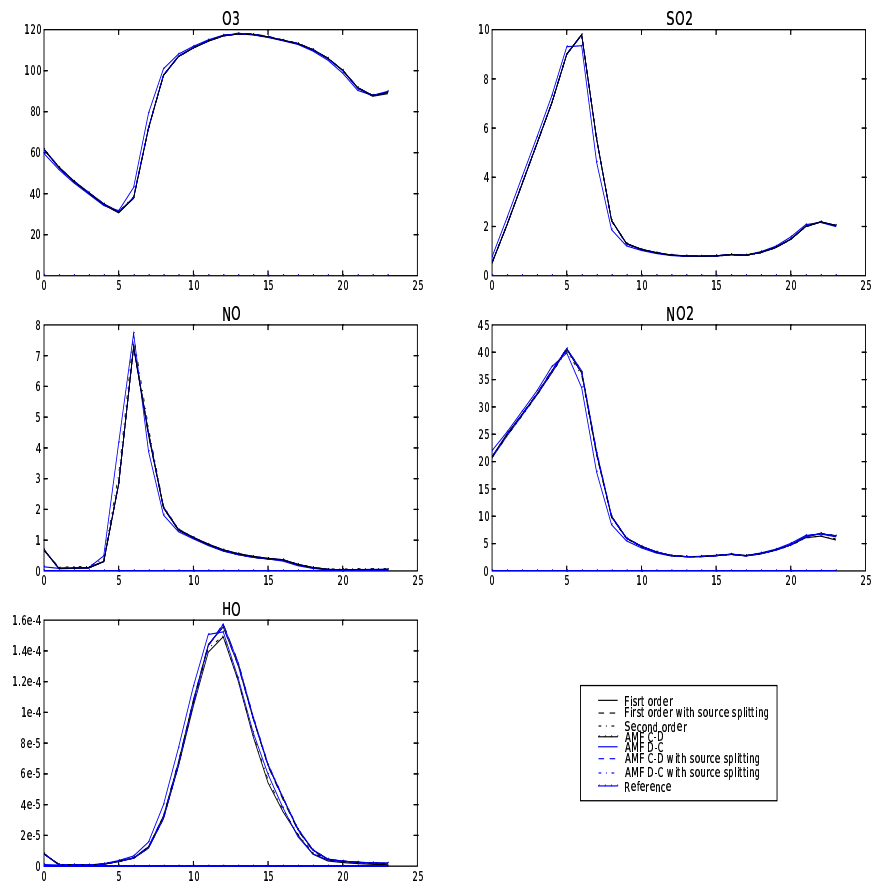 O3
SO2
120
100
80
60
40
20
0
0 5 10 15 20 25
10
8
6
4
2
0
0 5 10 15 20 25
NO
NO2
8
7
6
5
4
3
2
1
0
0 5 10 15 20 25
45
40
35
30
25
20
15
10
5
0
0 5 10 15 20 25
HO
1.6e-4
1.4e-4
1.2e-4
1e-4
8e-5
6e-5
4e-5
2e-5
0
0 5 10 15 20 25
Fisrt order
First order with source splitting
Second order
AMF C-D
AMF D-C
AMF C-D with source splitting
AMF D-C with source splitting
Reference